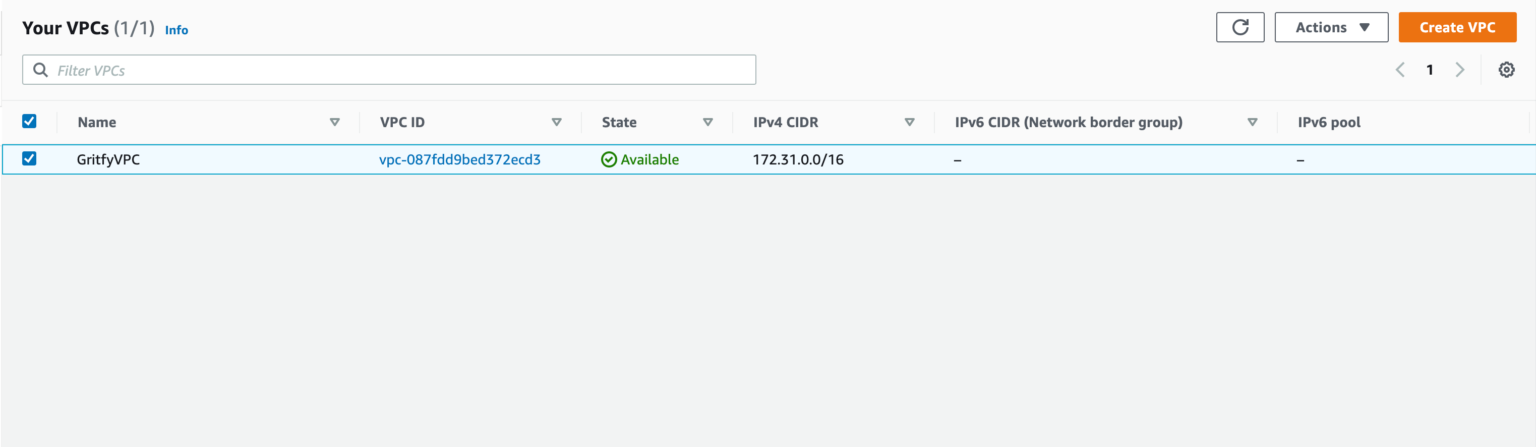 Your VPCs (1/1) Info
Actions
Create VPC
Filter VPCs
1
Name VPC ID State IPv4 CIDR IPv6 CIDR (Network border group) IPv6 pool
GritfyVPC vpc-087fdd9bed372ecd3 Available 172.31.0.0/16 – –